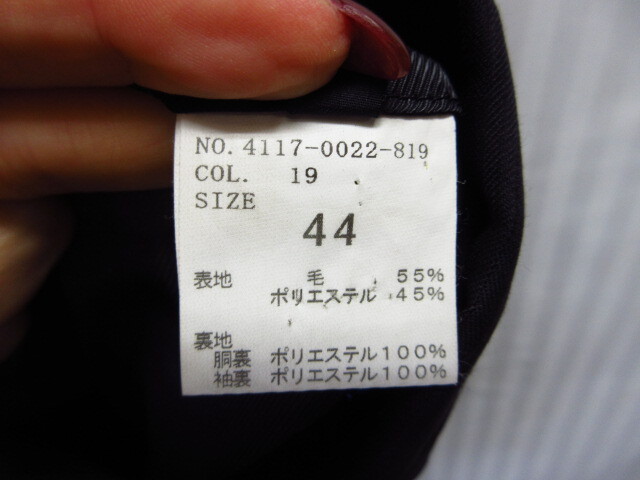 NO. 4117-0022-819
COL. 19
SIZE
44
表地 毛 55%
ポリエステル 45%
裏地
胴裏 ポリエステル100%
袖裏 ポリエステル100%